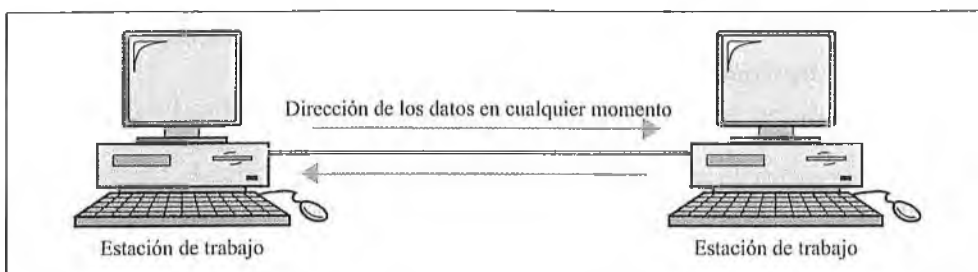 Dirección de los datos en cualquier momento
Estación de trabajo
Estación de trabajo